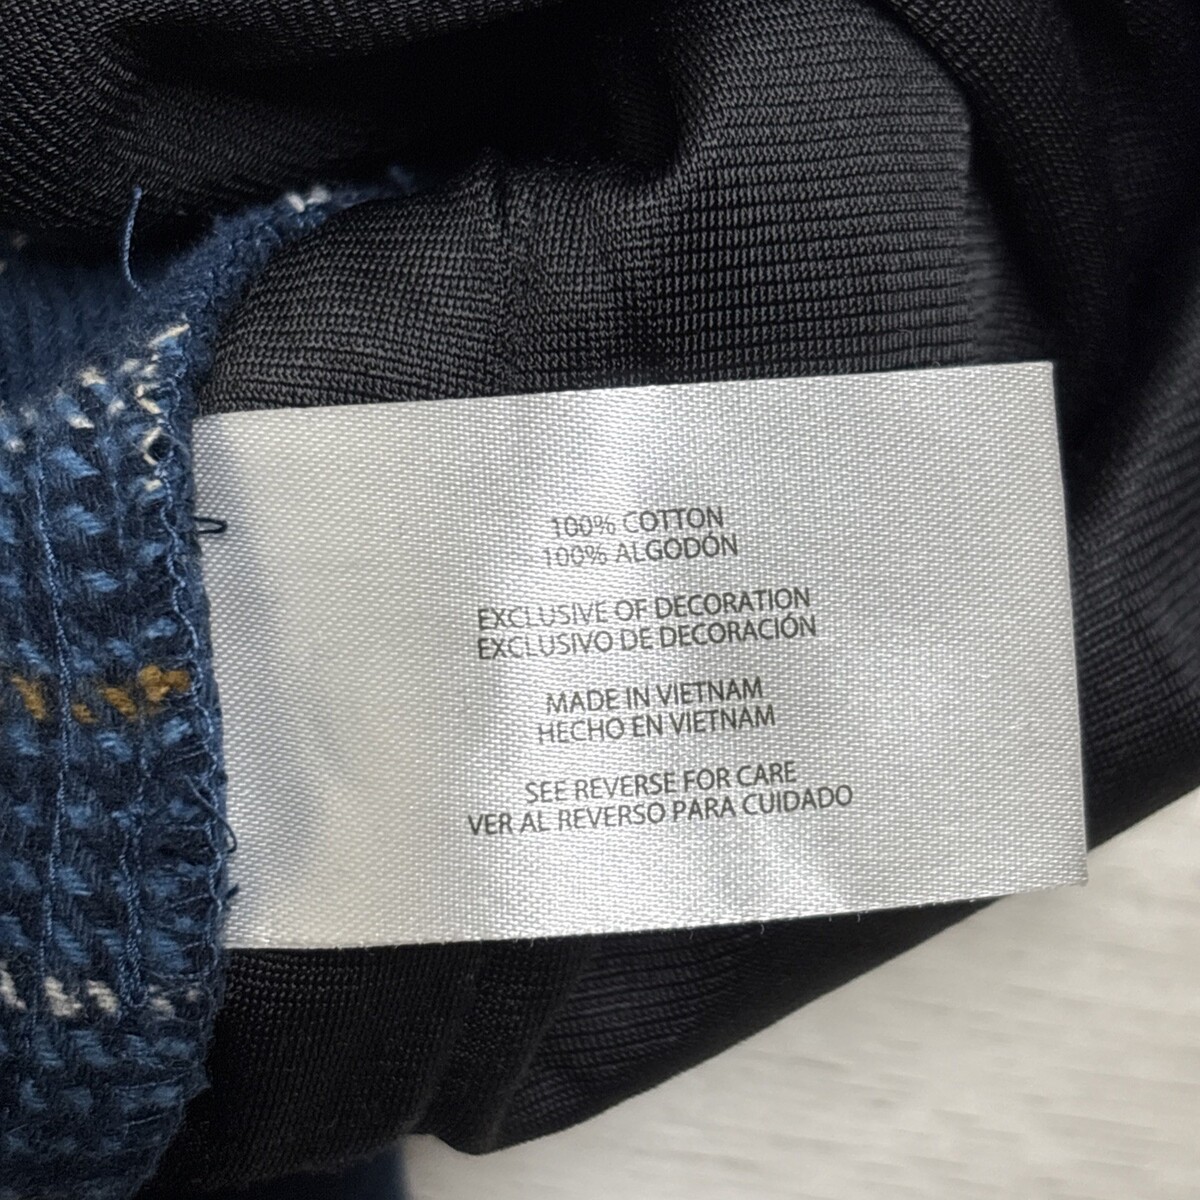 100% COTTON
100% ALGODÓN
EXCLUSIVE OF DECORATION
EXCLUSIVO DE DECORACIÓN
MADE IN VIETNAM
HECHO EN VIETNAM
SEE REVERSE FOR CARE
VER AL REVERSO PARA CUIDADO